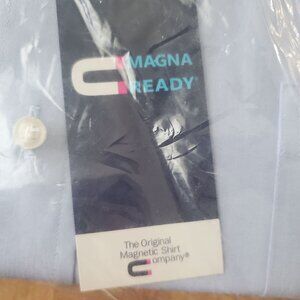 MAGNA
READY®
The Original
Magnetic Shirt
Company®